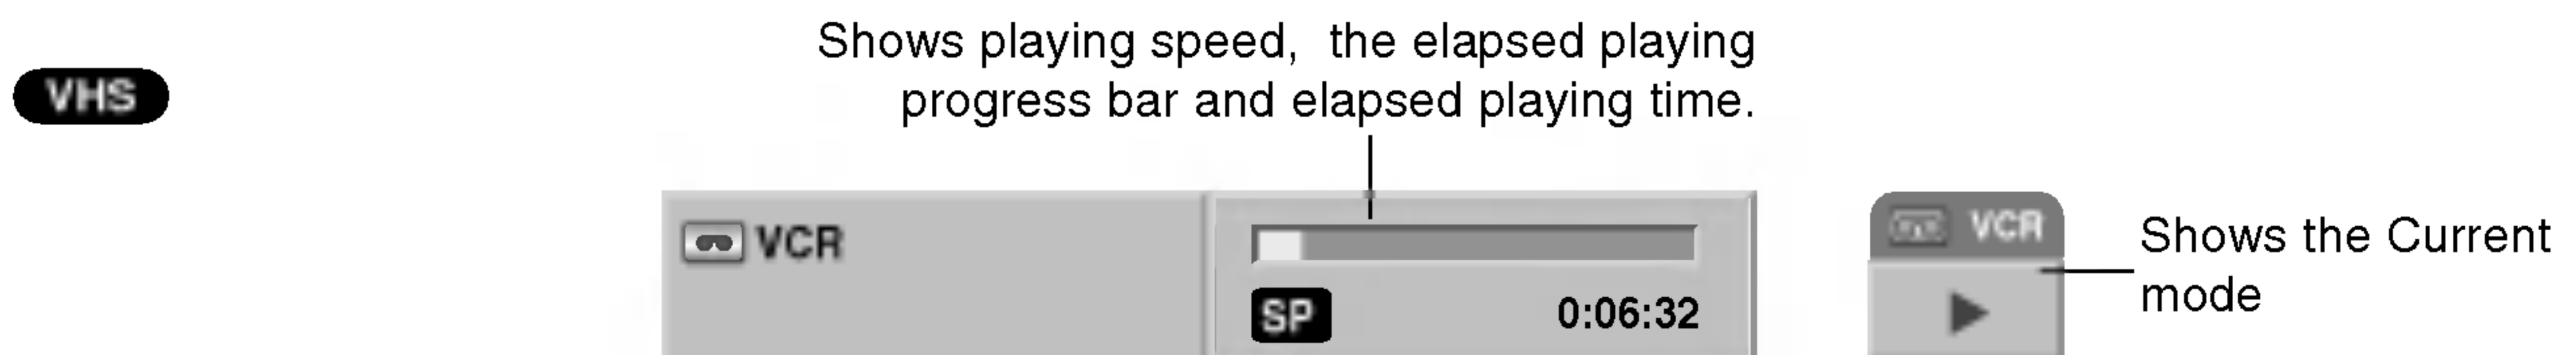 Shows playing speed, the elapsed playing
progress bar and elapsed playing time.
VHS
VCR
SP 0:06:32
VCR
Shows the Current
mode